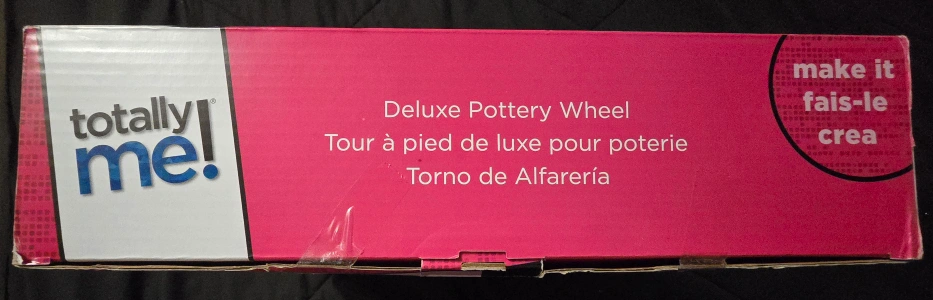 totally
me!®
Deluxe Pottery Wheel
Tour à pied de luxe pour poterie
Torno de Alfarería
make it
fais-le
crea